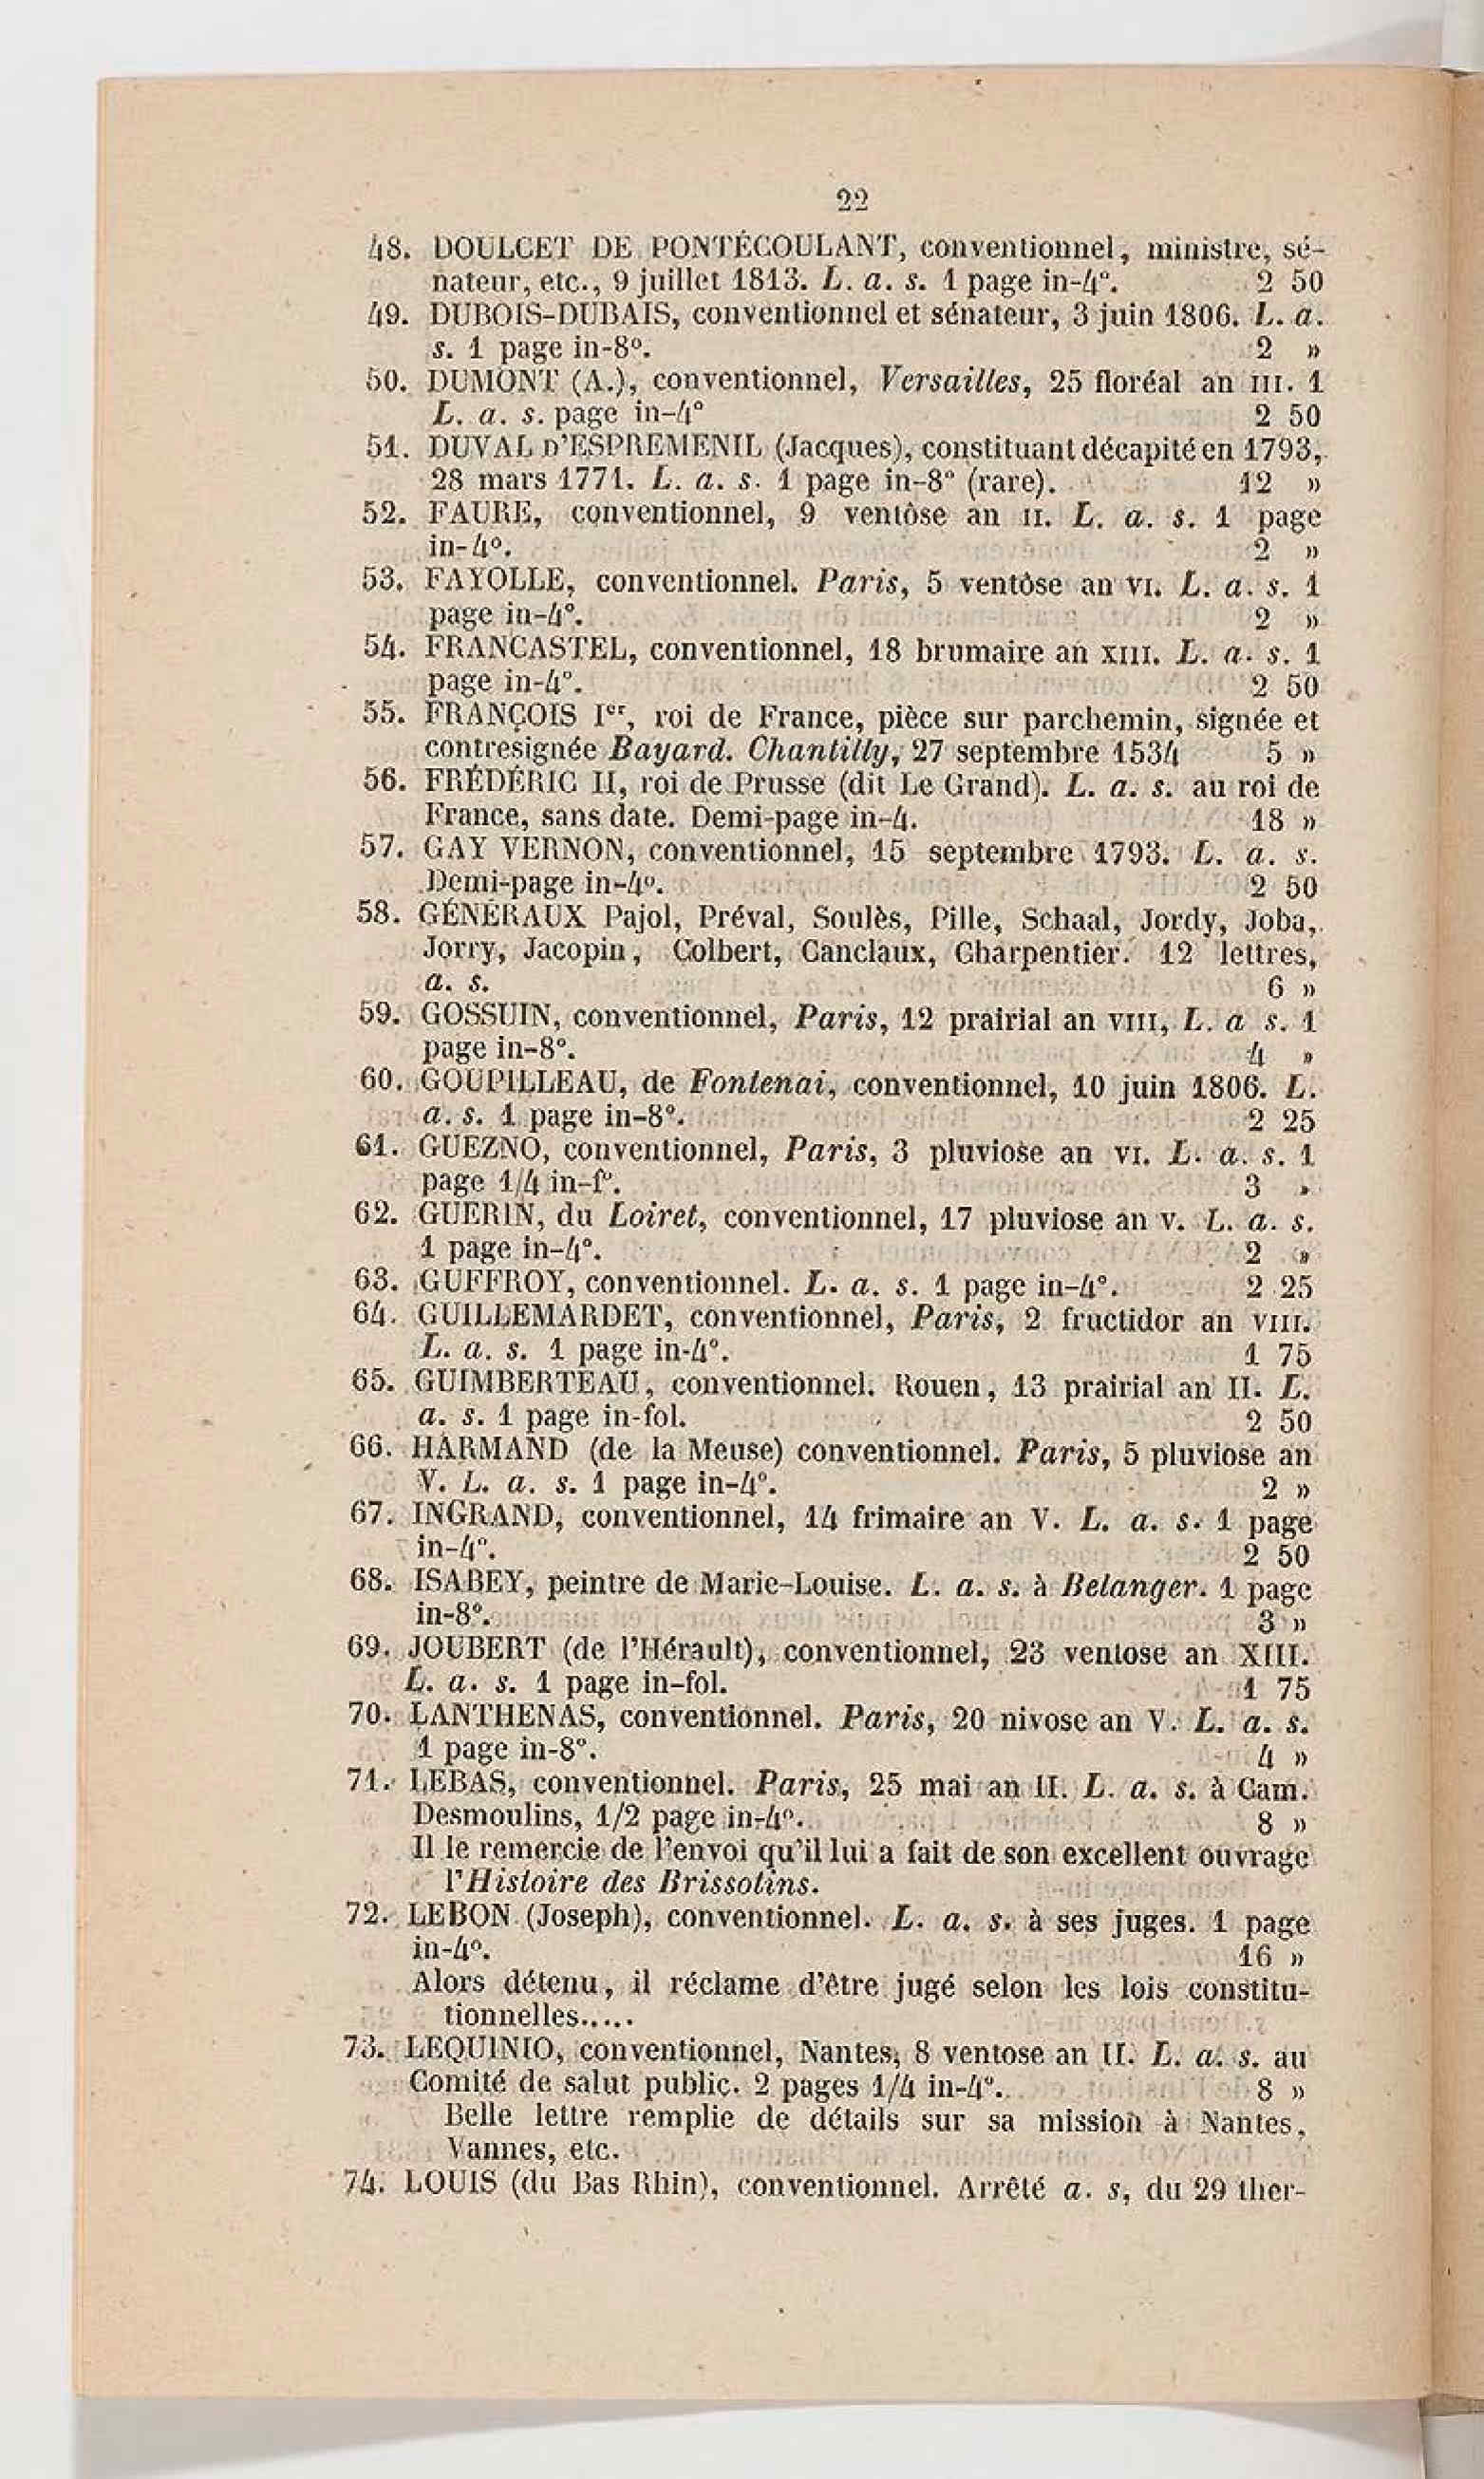 22
48. DOULCET DE PONTÉCOULANT, conventionnel, ministre, sé-
nateur, etc., 9 juillet 1813. L. a. s. 1 page in-4°. 2 50
49. DUBOIS-DUBAIS, conventionnel et sénateur, 3 juin 1806. L. a.
s. 1 page in-8°. 2 »
50. DUMONT (A.), conventionnel, Versailles, 25 floréal an III. 1
L. a. s. page in-4° 2 50
51. DUVAL D'ESPREMENIL (Jacques), constituant décapité en 1793,
28 mars 1771. L. a. s. 1 page in-8° (rare). 12 »
52. FAURE, conventionnel, 9 ventôse an II. L. a. s. 1 page
in-4°. 2 »
53. FAYOLLE, conventionnel. Paris, 5 ventôse an VI. L. a. s. 1
page in-4°. 2 »
54. FRANCASTEL, conventionnel, 18 brumaire an XIII. L. a. s. 1
page in-4°. 2 50
55. FRANÇOIS Ier, roi de France, pièce sur parchemin, signée et
contresignée Bayard. Chantilly, 27 septembre 1534 5 »
56. FRÉDÉRIC II, roi de Prusse (dit Le Grand). L. a. s. au roi de
France, sans date. Demi-page in-4. 18 »
57. GAY VERNON, conventionnel, 15 septembre 1793. L. a. s.
Demi-page in-4°. 2 50
58. GÉNÉRAUX Pajol, Préval, Soulès, Pille, Schaal, Jordy, Joba,
Jorry, Jacopin, Colbert, Canclaux, Charpentier. 12 lettres,
a. s. 6 »
59. GOSSUIN, conventionnel, Paris, 12 prairial an VIII, L. a s. 1
page in-8°. 4 »
60. GOUPILLEAU, de Fontenai, conventionnel, 10 juin 1806. L.
a. s. 1 page in-8°. 2 25
61. GUEZNO, conventionnel, Paris, 3 pluviose an VI. L. a. s. 1
page 1/4 in-f°. 3 »
62. GUERIN, du Loiret, conventionnel, 17 pluviose an V. L. a. s.
1 page in-4°. 2 »
63. GUFFROY, conventionnel. L. a. s. 1 page in-4°. 2 25
64. GUILLEMARDET, conventionnel, Paris, 2 fructidor an VIII.
L. a. s. 1 page in-4°. 1 75
65. GUIMBERTEAU, conventionnel. Rouen, 13 prairial an II. L.
a. s. 1 page in-fol. 2 50
66. HARMAND (de la Meuse) conventionnel. Paris, 5 pluviose an
V. L. a. s. 1 page in-4°. 2 »
67. INGRAND, conventionnel, 14 frimaire an V. L. a. s. 1 page
in-4°. 2 50
68. ISABEY, peintre de Marie-Louise. L. a. s. à Belanger. 1 page
in-8°. 3 »
69. JOUBERT (de l'Hérault), conventionnel, 23 ventose an XIII.
L. a. s. 1 page in-fol. 1 75
70. LANTHENAS, conventionnel. Paris, 20 nivose an V. L. a. s.
1 page in-8°. 4 »
71. LEBAS, conventionnel. Paris, 25 mai an II. L. a. s. à Cam.
Desmoulins, 1/2 page in-4°. 8 »
Il le remercie de l'envoi qu'il lui a fait de son excellent ouvrage
l'Histoire des Brissotins.
72. LEBON (Joseph), conventionnel. L. a. s. à ses juges. 1 page
in-4°. 16 »
Alors détenu, il réclame d'être jugé selon les lois constitu-
tionnelles.....
73. LEQUINIO, conventionnel, Nantes, 8 ventose an II. L. a. s. au
Comité de salut public. 2 pages 1/4 in-4°. 8 »
Belle lettre remplie de détails sur sa mission à Nantes,
Vannes, etc.
74. LOUIS (du Bas Rhin), conventionnel. Arrêté a. s, du 29 ther-